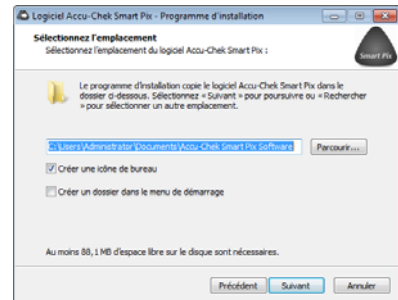 Logiciel Accu-Chek Smart Pix - Programme d'installation
Sélectionnez l'emplacement
Sélectionnez l'emplacement du logiciel Accu-Chek Smart Pix :
Smart Pix
Le programme d'installation copie le logiciel Accu-Chek Smart Pix dans le
dossier ci-dessous. Sélectionnez « Suivant » pour poursuivre ou « Rechercher
» pour sélectionner un autre emplacement.
C:\Users\Administrator\Documents\Accu-Chek Smart Pix Software
Parcourir...
Créer une icône de bureau
Créer un dossier dans le menu de démarrage
Au moins 88,1 MB d'espace libre sur le disque sont nécessaires.
Précédent
Suivant
Annuler